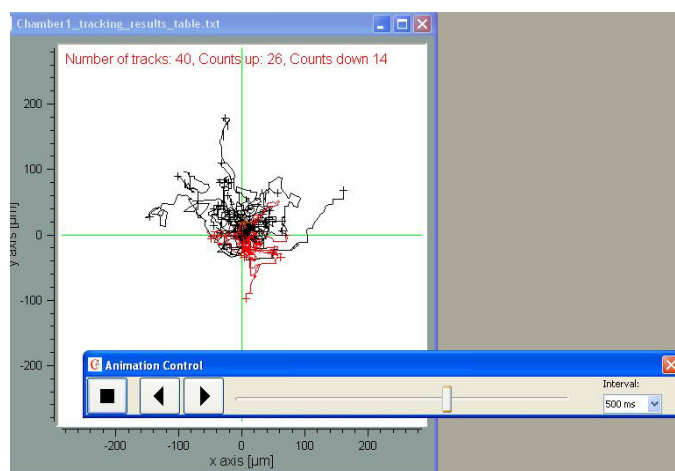 Chamber1_tracking_results_table.txt
Number of tracks: 40, Counts up: 26, Counts down 14
200
100
0
-100
-200
y axis [µm]
Animation Control
Interval:
500 ms
-200 -100 0 100 200
x axis [µm]